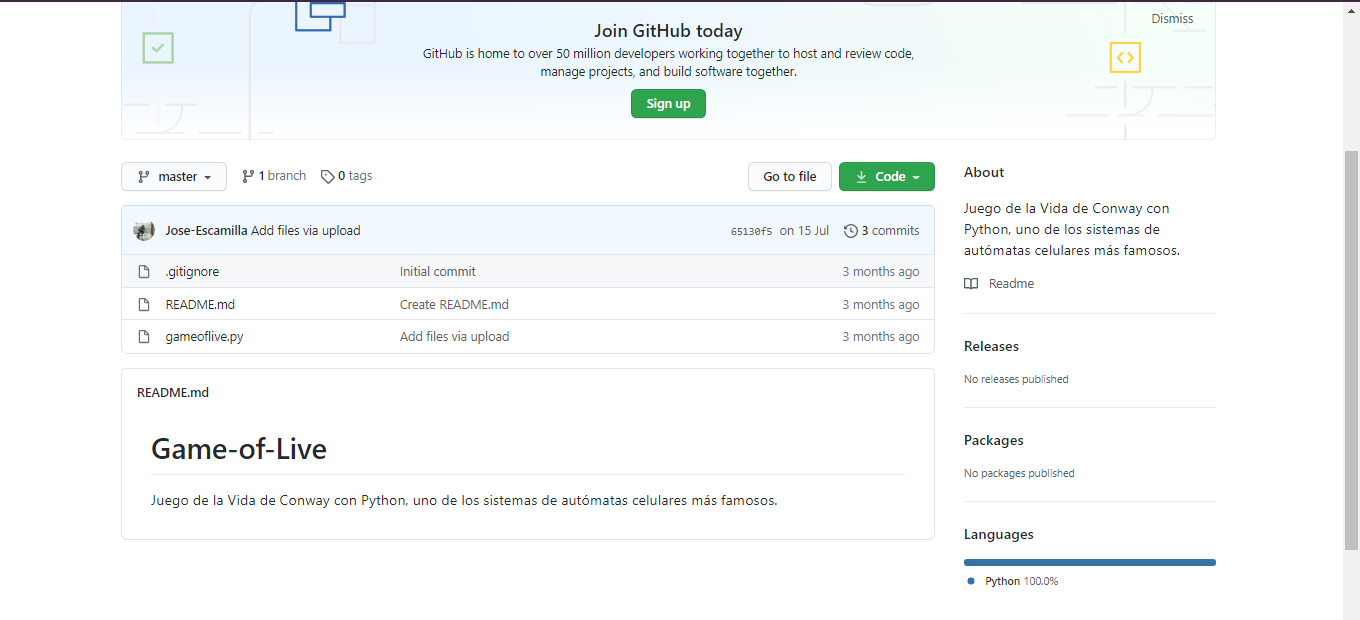 Dismiss
Join GitHub today
GitHub is home to over 50 million developers working together to host and review code,
manage projects, and build software together.
Sign up
master
1 branch
0 tags
Go to file
Code
Jose-Escamilla Add files via upload
65130f5 on 15 Jul
3 commits
.gitignore Initial commit 3 months ago
README.md Create README.md 3 months ago
gameoflive.py Add files via upload 3 months ago
README.md
Game-of-Live
Juego de la Vida de Conway con Python, uno de los sistemas de autómatas celulares más famosos.
About
Juego de la Vida de Conway con
Python, uno de los sistemas de
autómatas celulares más famosos.
Readme
Releases
No releases published
Packages
No packages published
Languages
Python 100.0%